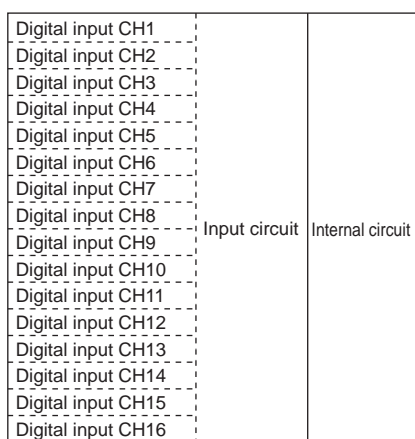 Digital input CH1
Digital input CH2
Digital input CH3
Digital input CH4
Digital input CH5
Digital input CH6
Digital input CH7
Digital input CH8
Digital input CH9
Digital input CH10
Digital input CH11
Digital input CH12
Digital input CH13
Digital input CH14
Digital input CH15
Digital input CH16
Input circuit
Internal circuit